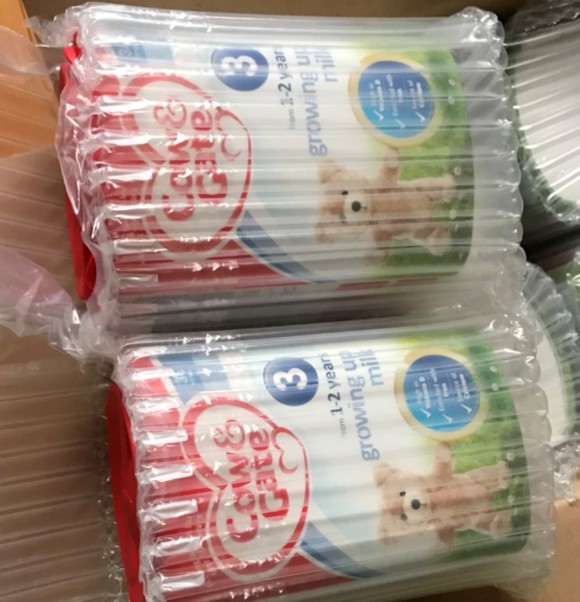 Cow&
Gate
3
from 1-2 years
growing up
milk
Cow&
Gate
3
from 1-2 years
growing up
milk